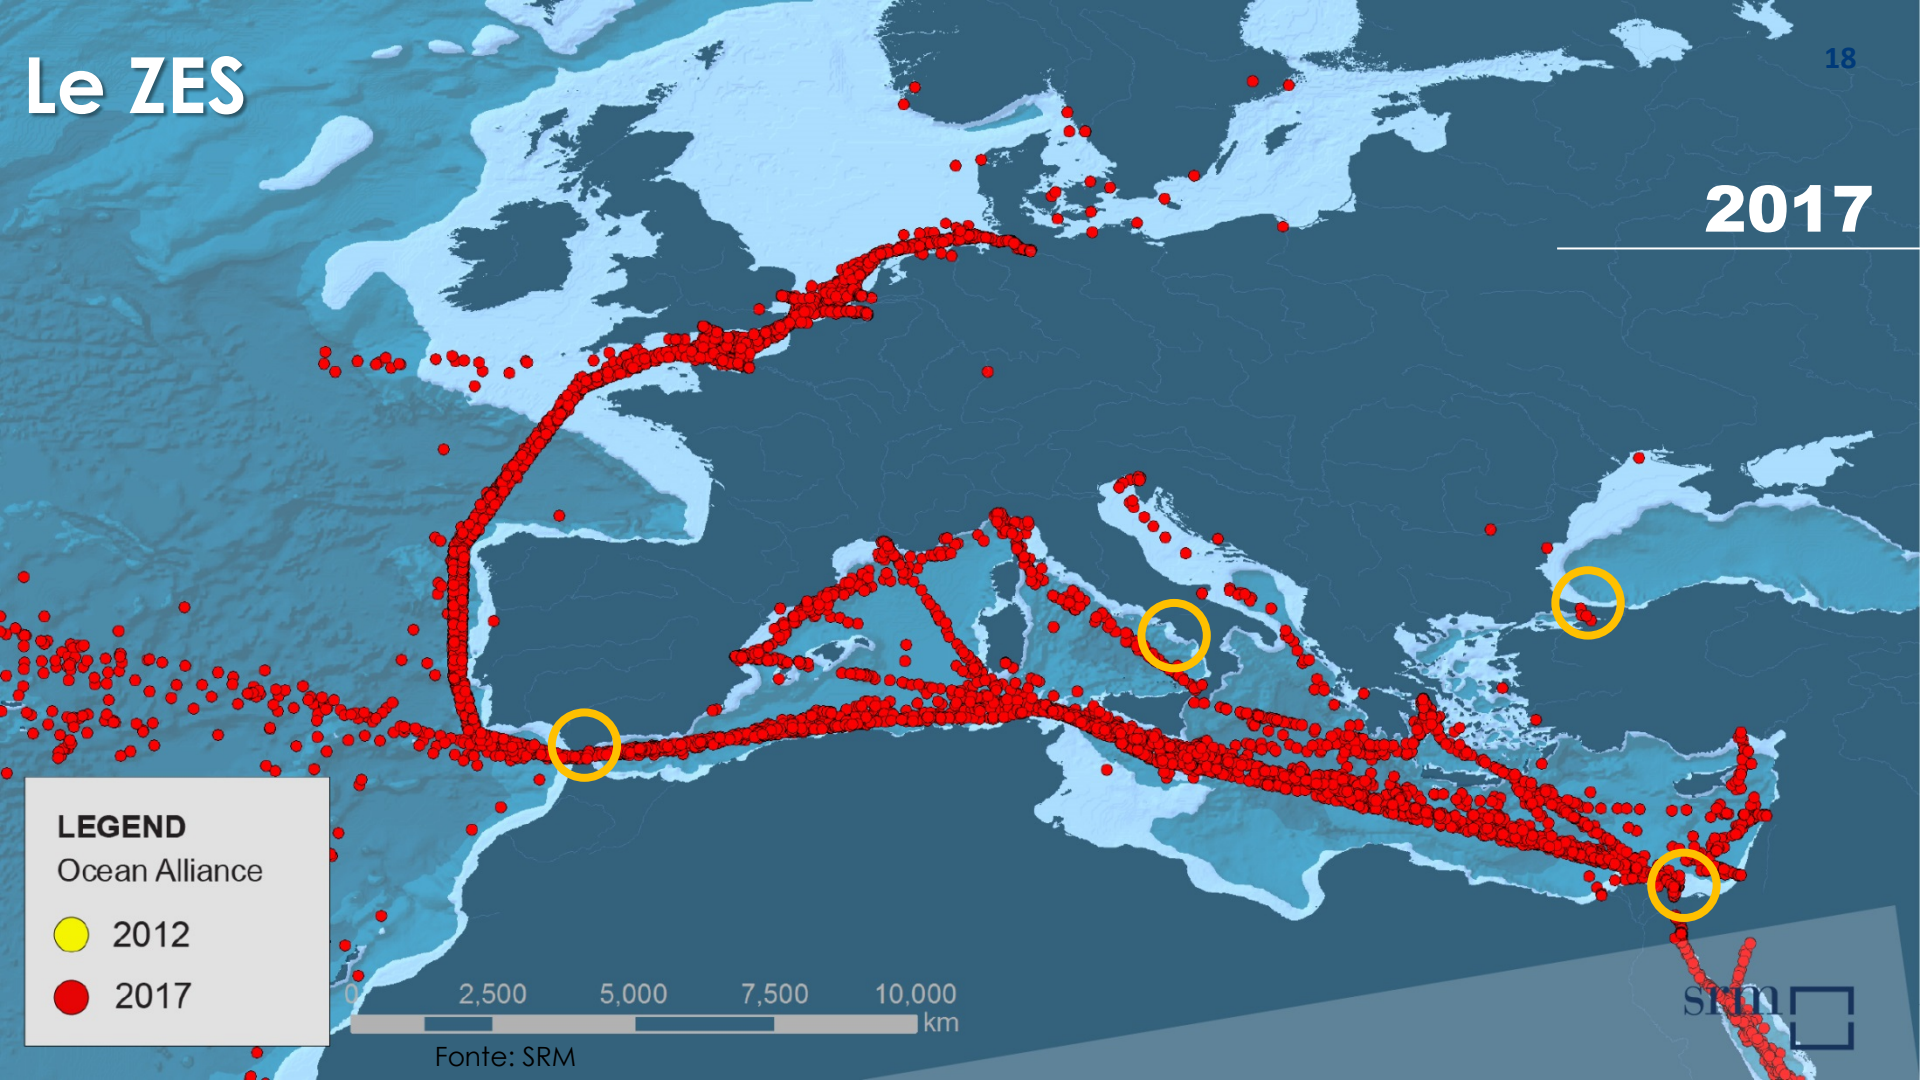 Le ZES
18
2017
LEGEND
Ocean Alliance
2012
2017
0 2,500 5,000 7,500 10,000
km
Fonte: SRM
srm